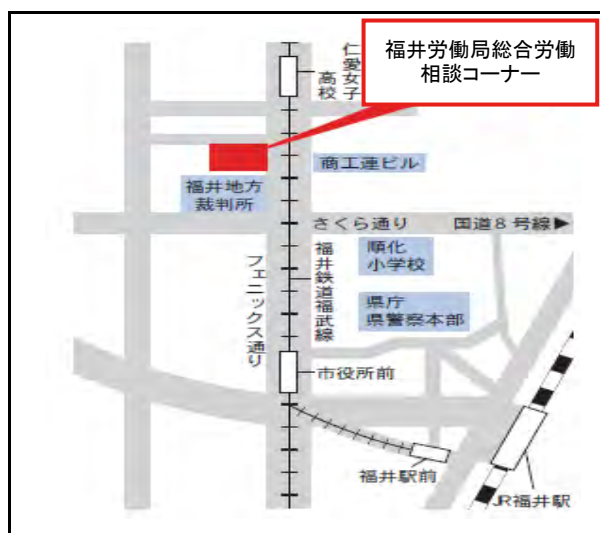 福井労働局総合労働
相談コーナー
仁愛女子
高校
商工連ビル
福井地方
裁判所
さくら通り
国道8号線▶
順化
小学校
福井鉄道福武線
フェニックス通り
県庁
県警察本部
市役所前
福井駅前
JR福井駅